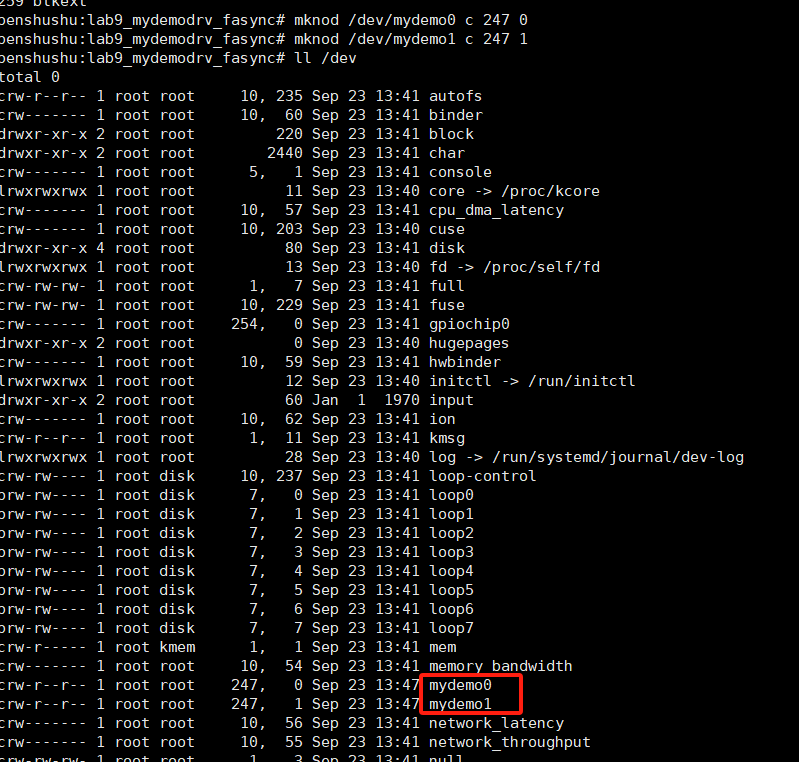 259 blkext
benshushu:lab9_mydemodrv_fasync# mknod /dev/mydemo0 c 247 0
benshushu:lab9_mydemodrv_fasync# mknod /dev/mydemo1 c 247 1
benshushu:lab9_mydemodrv_fasync# ll /dev
total 0
crw-r--r-- 1 root root     10, 235 Sep 23 13:41 autofs
crw------- 1 root root     10,  60 Sep 23 13:41 binder
drwxr-xr-x 2 root root         220 Sep 23 13:41 block
drwxr-xr-x 2 root root        2440 Sep 23 13:41 char
crw------- 1 root root      5,   1 Sep 23 13:41 console
lrwxrwxrwx 1 root root          11 Sep 23 13:40 core -> /proc/kcore
crw------- 1 root root     10,  57 Sep 23 13:41 cpu_dma_latency
crw------- 1 root root     10, 203 Sep 23 13:40 cuse
drwxr-xr-x 4 root root          80 Sep 23 13:41 disk
lrwxrwxrwx 1 root root          13 Sep 23 13:40 fd -> /proc/self/fd
crw-rw-rw- 1 root root      1,   7 Sep 23 13:41 full
crw-rw-rw- 1 root root     10, 229 Sep 23 13:41 fuse
crw------- 1 root root    254,   0 Sep 23 13:41 gpiochip0
drwxr-xr-x 2 root root           0 Sep 23 13:40 hugepages
crw------- 1 root root     10,  59 Sep 23 13:41 hwbinder
lrwxrwxrwx 1 root root          12 Sep 23 13:40 initctl -> /run/initctl
drwxr-xr-x 2 root root          60 Jan  1  1970 input
crw------- 1 root root     10,  62 Sep 23 13:41 ion
crw-r--r-- 1 root root      1,  11 Sep 23 13:41 kmsg
lrwxrwxrwx 1 root root          28 Sep 23 13:40 log -> /run/systemd/journal/dev-log
crw-rw---- 1 root disk     10, 237 Sep 23 13:41 loop-control
brw-rw---- 1 root disk      7,   0 Sep 23 13:41 loop0
brw-rw---- 1 root disk      7,   1 Sep 23 13:41 loop1
brw-rw---- 1 root disk      7,   2 Sep 23 13:41 loop2
brw-rw---- 1 root disk      7,   3 Sep 23 13:41 loop3
brw-rw---- 1 root disk      7,   4 Sep 23 13:41 loop4
brw-rw---- 1 root disk      7,   5 Sep 23 13:41 loop5
brw-rw---- 1 root disk      7,   6 Sep 23 13:41 loop6
brw-rw---- 1 root disk      7,   7 Sep 23 13:41 loop7
crw-r----- 1 root kmem      1,   1 Sep 23 13:41 mem
crw------- 1 root root     10,  54 Sep 23 13:41 memory_bandwidth
crw-r--r-- 1 root root    247,   0 Sep 23 13:47 mydemo0
crw-r--r-- 1 root root    247,   1 Sep 23 13:47 mydemo1
crw------- 1 root root     10,  56 Sep 23 13:41 network_latency
crw------- 1 root root     10,  55 Sep 23 13:41 network_throughput
crw-rw-rw- 1 root root      1,   3 Sep 23 13:41 null